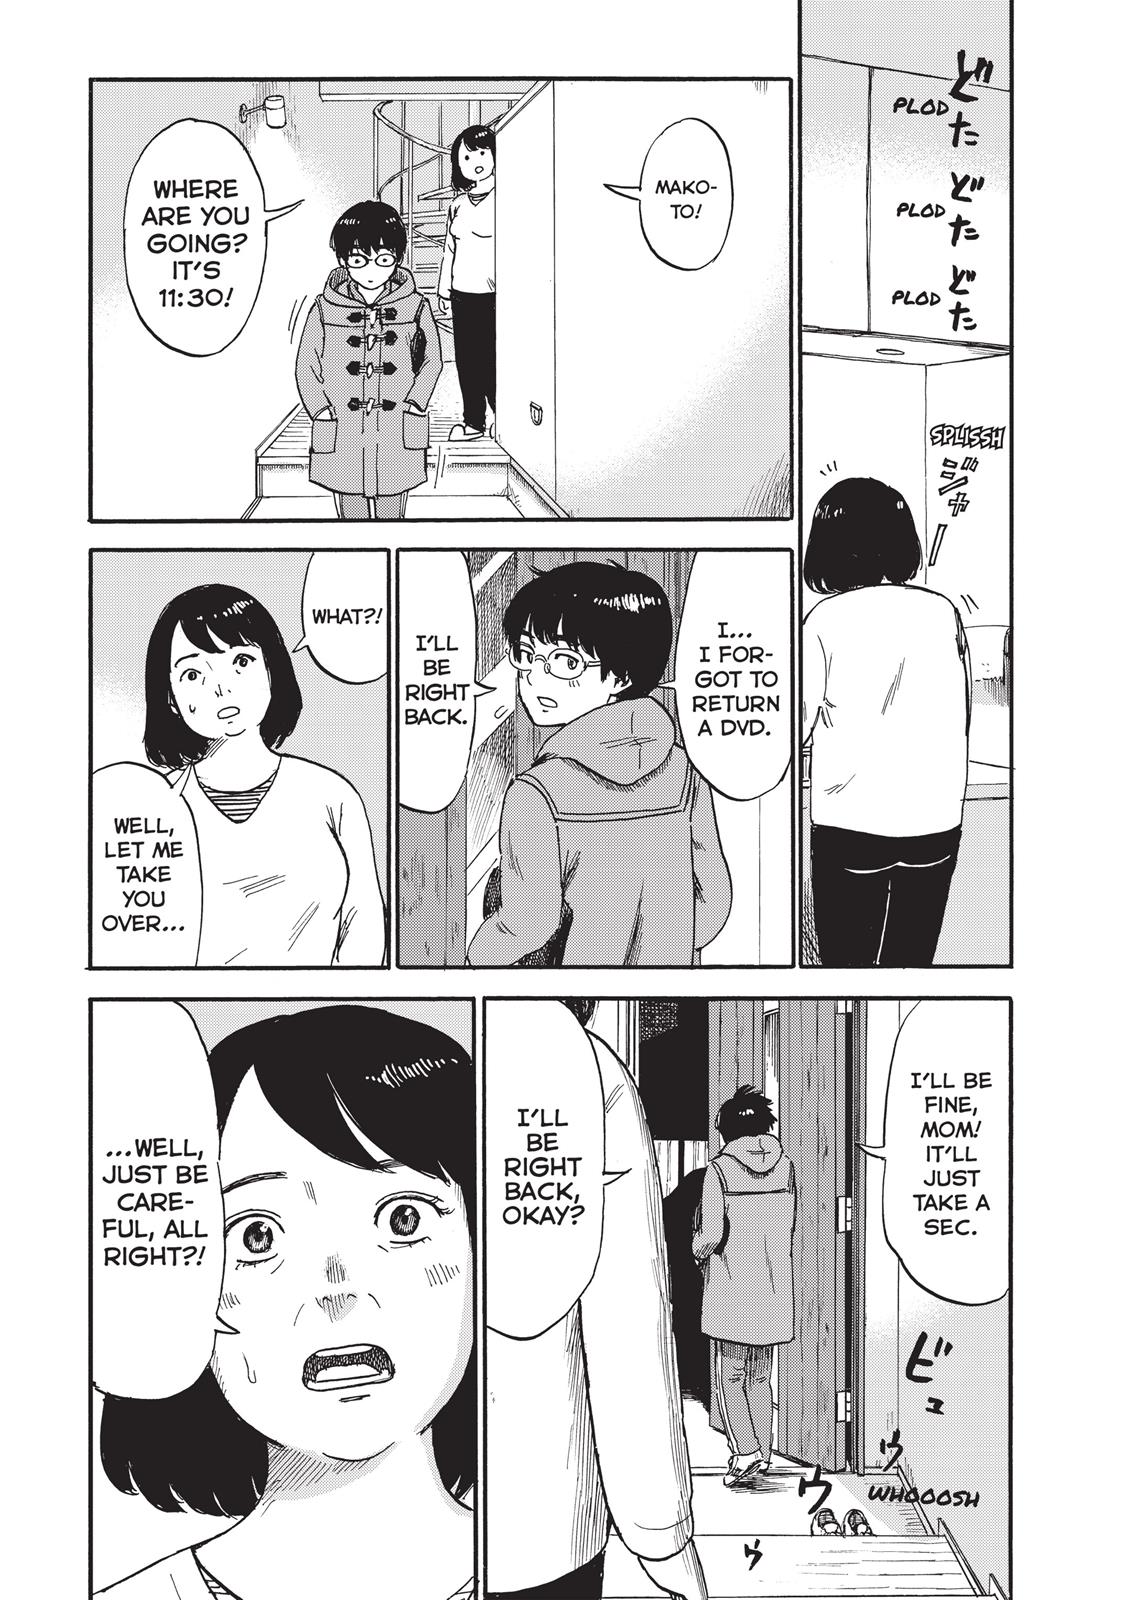 どた
PLOD
どた
PLOD
どた
PLOD
SPLISSH
ジャー
MAKO-
TO!
WHERE
ARE YOU
GOING?
IT'S
11:30!
I...
I FOR-
GOT TO
RETURN
A DVD.
I'LL
BE
RIGHT
BACK.
WHAT?!
WELL,
LET ME
TAKE
YOU
OVER...
I'LL BE
FINE,
MOM!
IT'LL
JUST
TAKE A
SEC.
I'LL
BE
RIGHT
BACK,
OKAY?
ビュ
ウ
ウ
ウ
WHOOOSH
...WELL,
JUST BE
CARE-
FUL, ALL
RIGHT?!